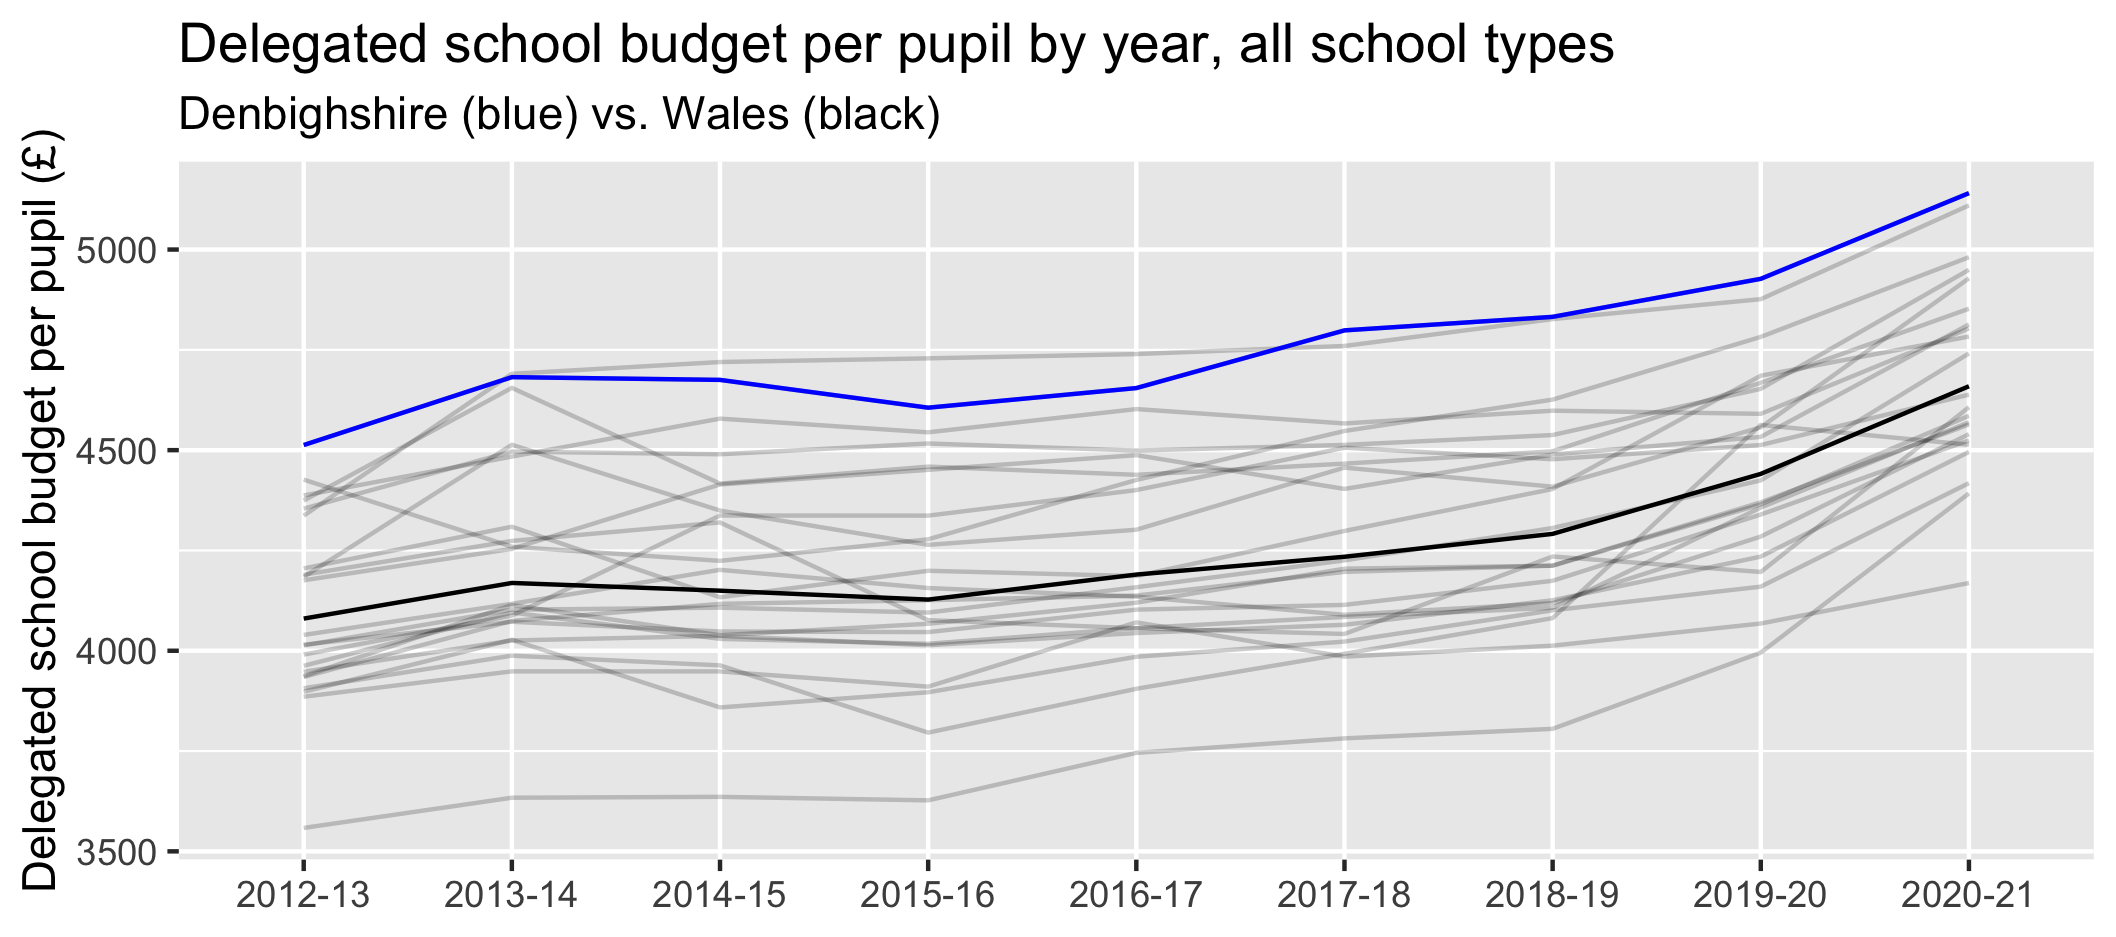 Delegated school budget per pupil by year, all school types
Denbighshire (blue) vs. Wales (black)
Delegated school budget per pupil (£)
5000
4500
4000
3500
2012-13 2013-14 2014-15 2015-16 2016-17 2017-18 2018-19 2019-20 2020-21